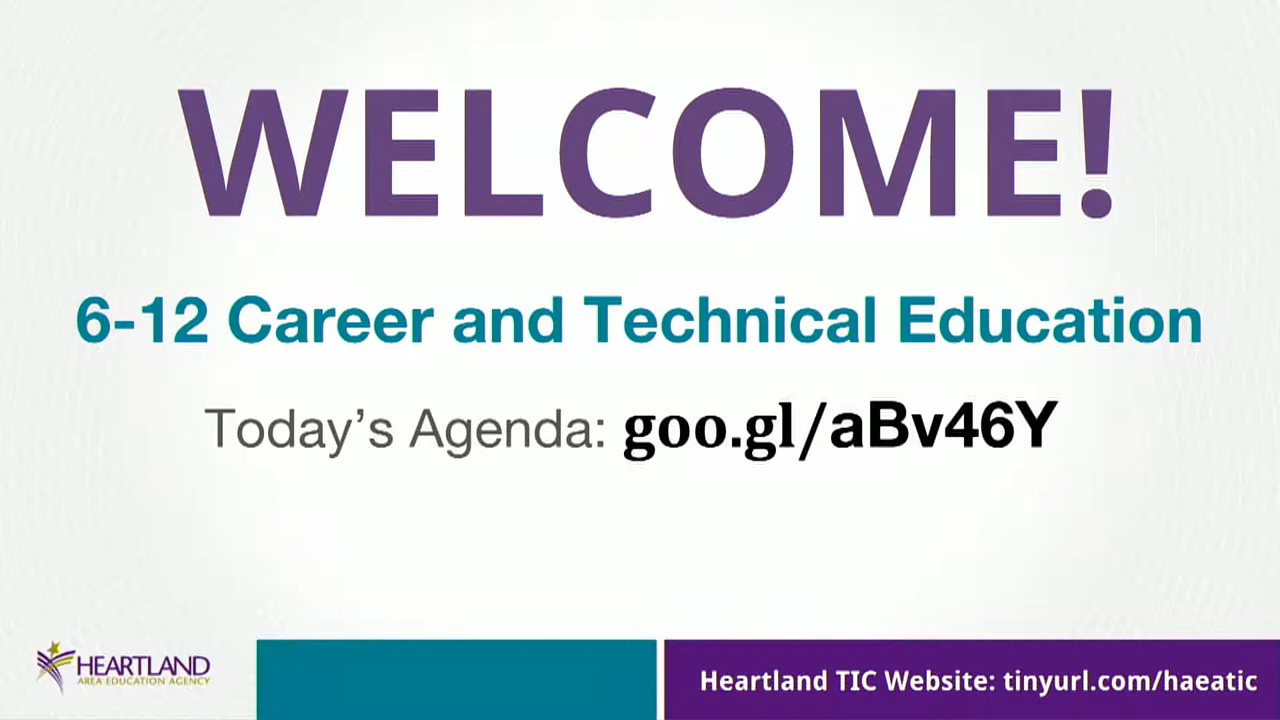 WELCOME!
6-12 Career and Technical Education
Today’s Agenda: goo.gl/aBv46Y
HEARTLAND
AREA EDUCATION AGENCY
Heartland TIC Website: tinyurl.com/haeatic